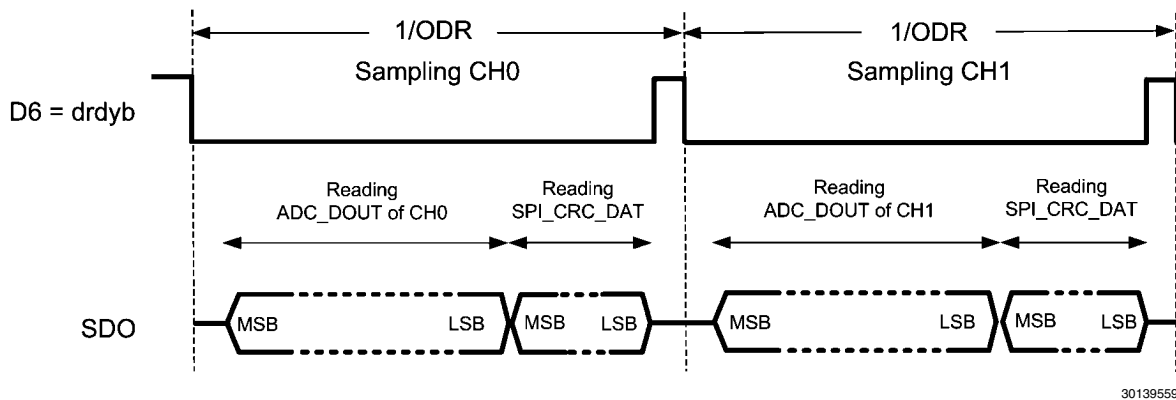 1/ODR 1/ODR
Sampling CH0 Sampling CH1
D6 = drdyb
Reading Reading Reading Reading
ADC_DOUT of CH0 SPI_CRC_DAT ADC_DOUT of CH1 SPI_CRC_DAT
SDO MSB LSB MSB LSB MSB LSB MSB LSB
30139559